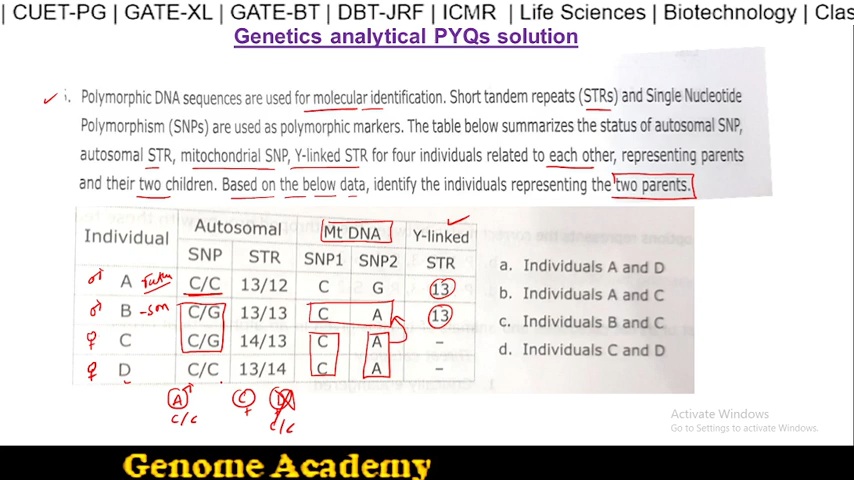 | CUET-PG | GATE-XL | GATE-BT | DBT-JRF | ICMR | Life Sciences | Biotechnology | Clas
Genetics analytical PYQs solution
Polymorphic DNA sequences are used for molecular identification. Short tandem repeats (STRs) and Single Nucleotide
Polymorphism (SNPs) are used as polymorphic markers. The table below summarizes the status of autosomal SNP,
autosomal STR, mitochondrial SNP, Y-linked STR for four individuals related to each other, representing parents
and their two children. Based on the below data, identify the individuals representing the two parents.
Individual Autosomal Mt DNA Y-linked
SNP STR SNP1 SNP2 STR
♂ A C/C 13/12 C G 13
♂ B -son C/G 13/13 C A 13
♀ C C/G 14/13 C A -
♀ D C/C 13/14 C A -
a. Individuals A and D
b. Individuals A and C
c. Individuals B and C
d. Individuals C and D
A C D
C/C C/C
Activate Windows
Go to Settings to activate Windows.
Genome Academy